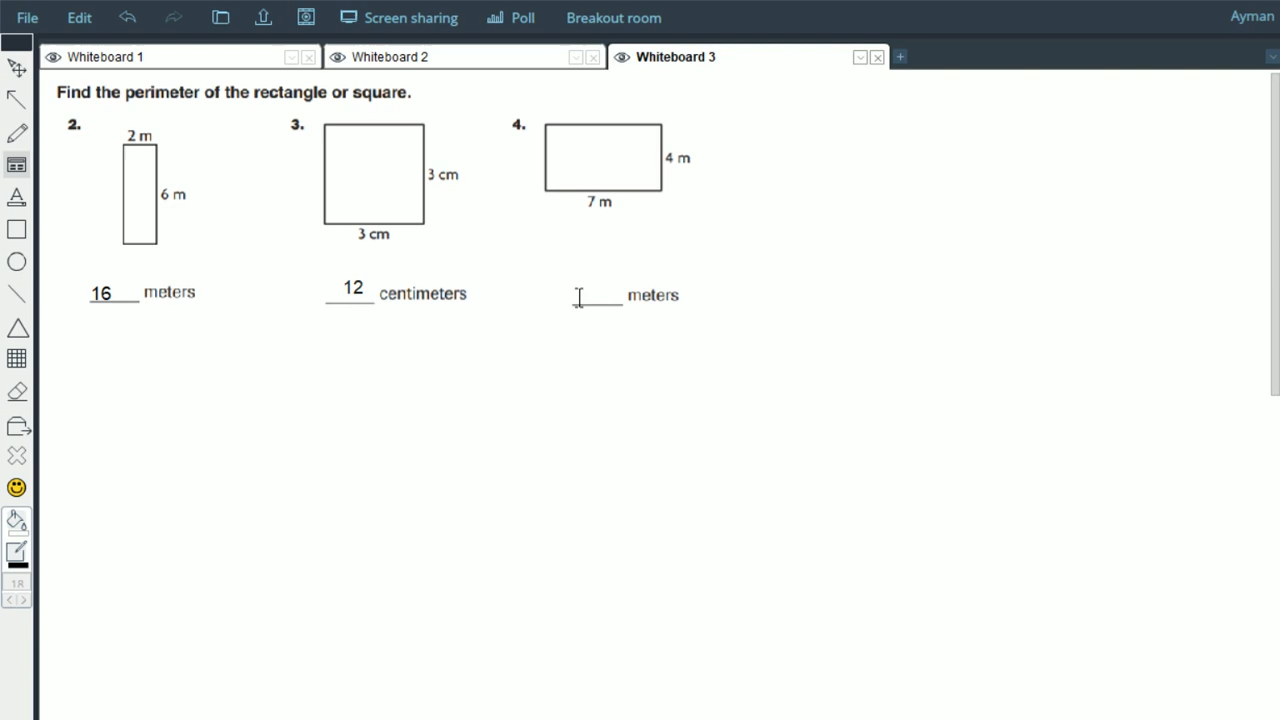 File Edit Screen sharing Poll Breakout room Ayman
Whiteboard 1 Whiteboard 2 Whiteboard 3
Find the perimeter of the rectangle or square.
2. 3. 4.
2 m
6 m
3 cm
3 cm
4 m
7 m
16 meters
12 centimeters
____ meters
18